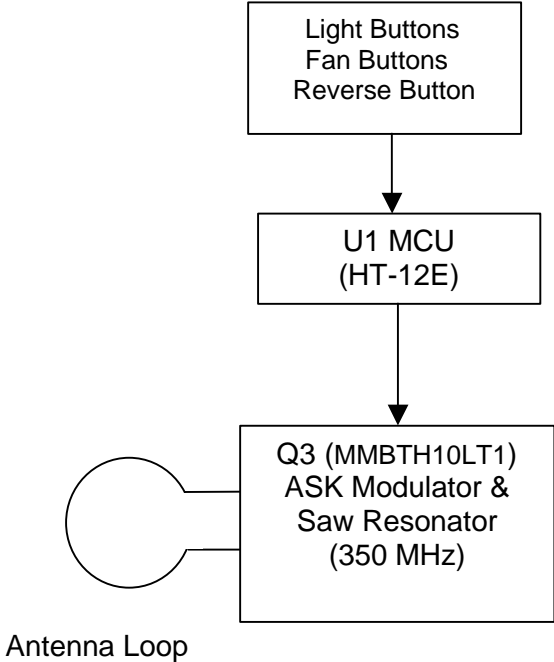 Light Buttons
Fan Buttons
Reverse Button
U1 MCU
(HT-12E)
Q3 (MMBTH10LT1)
ASK Modulator &
Saw Resonator
(350 MHz)
Antenna Loop